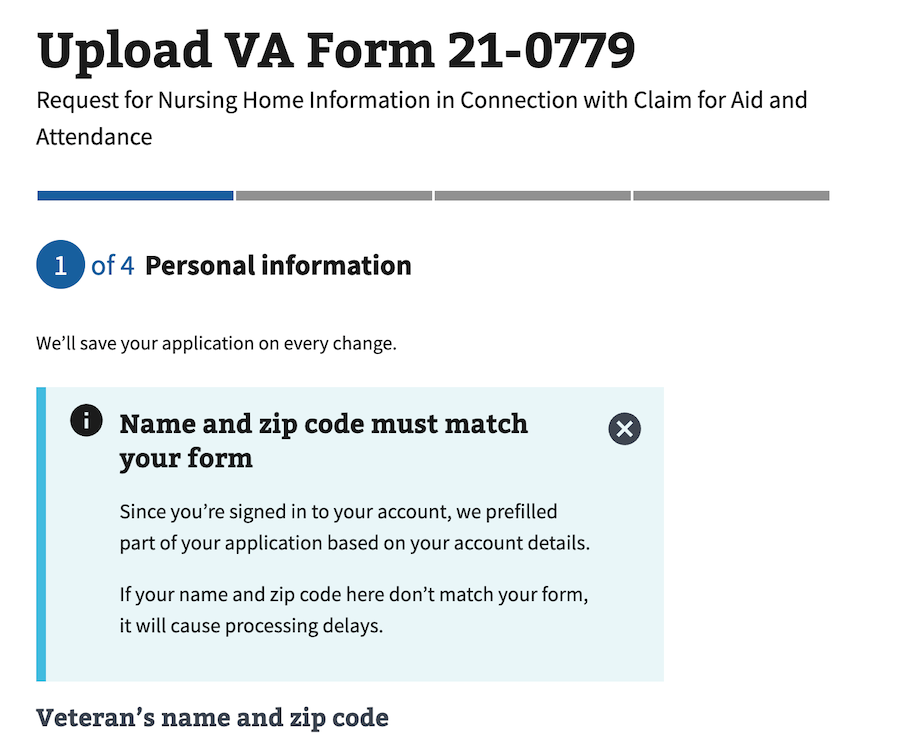 Upload VA Form 21-0779
Request for Nursing Home Information in Connection with Claim for Aid and
Attendance
1 of 4 Personal information
We’ll save your application on every change.
Name and zip code must match
your form
Since you’re signed in to your account, we prefilled
part of your application based on your account details.
If your name and zip code here don’t match your form,
it will cause processing delays.
Veteran’s name and zip code